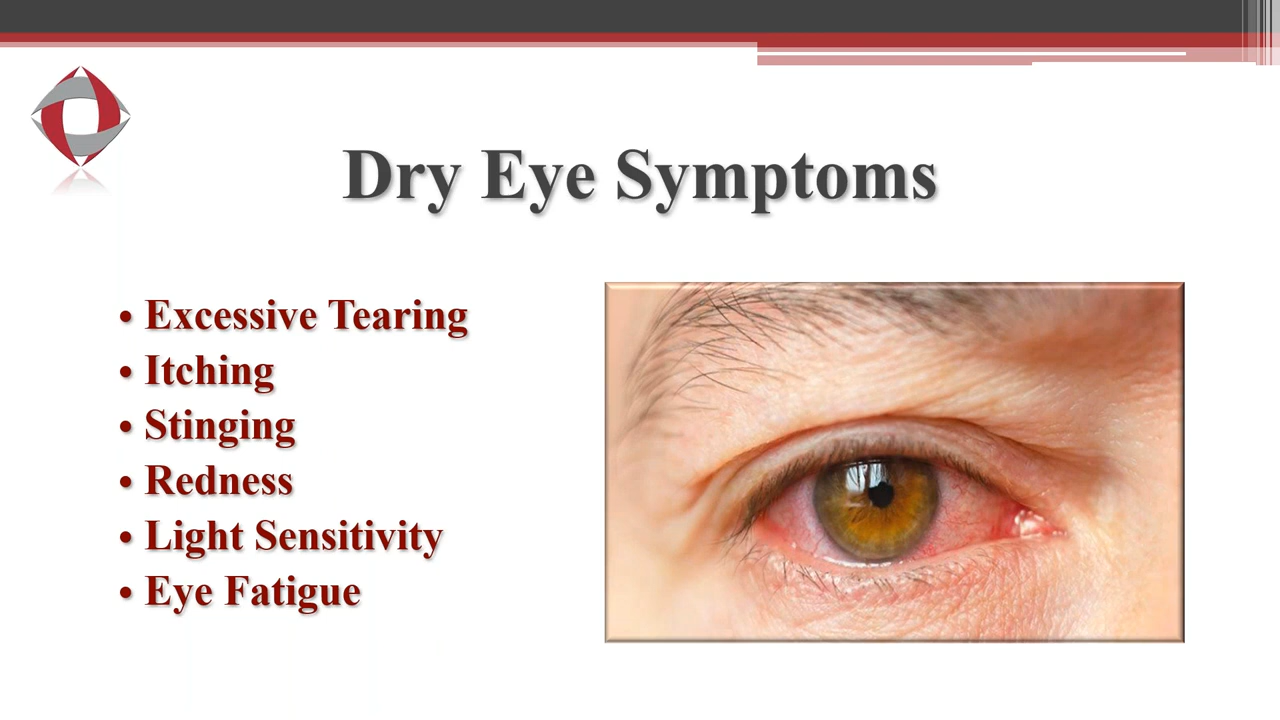 Dry Eye Symptoms
• Excessive Tearing
• Itching
• Stinging
• Redness
• Light Sensitivity
• Eye Fatigue